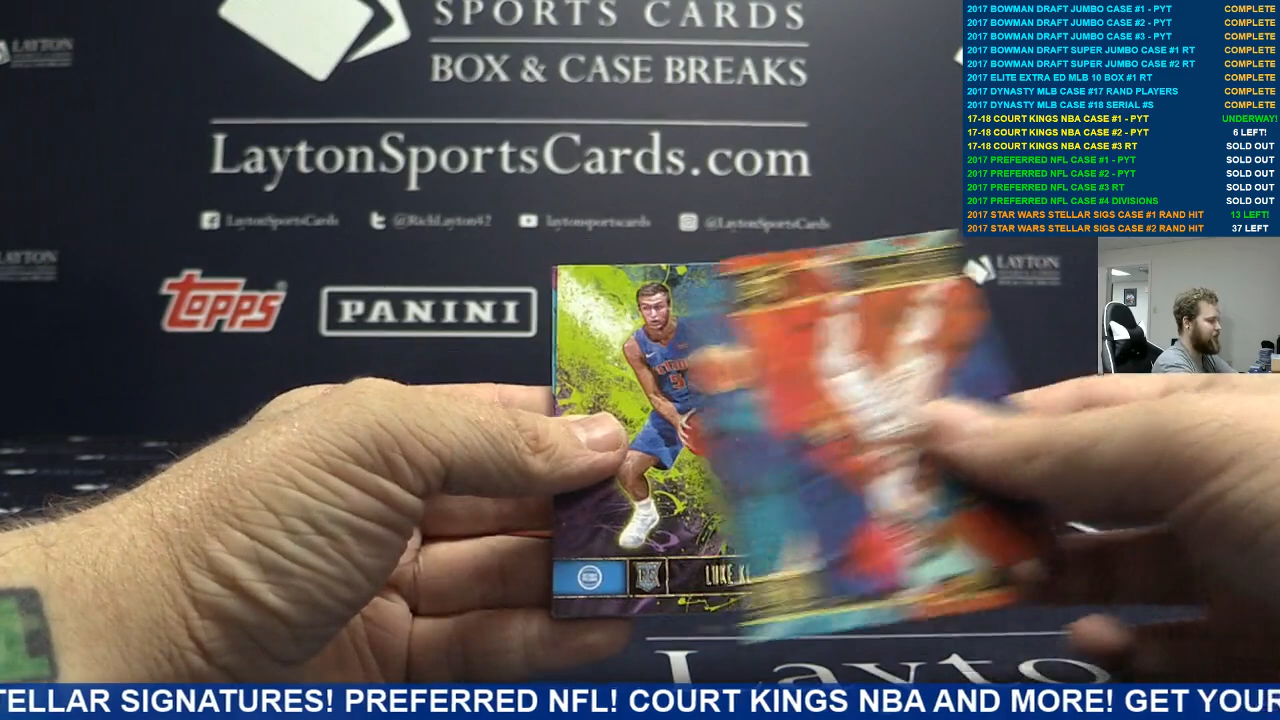 SPORTS CARDS
BOX & CASE BREAKS
LaytonSportsCards.com
LaytonSportsCards
@RichLayton42
laytonsportscards
@LaytonSportsCards
LAYTON
LAYTON
topps
PANINI
5
LUKE
Layto
2017 BOWMAN DRAFT JUMBO CASE #1 - PYT COMPLETE
2017 BOWMAN DRAFT JUMBO CASE #2 - PYT COMPLETE
2017 BOWMAN DRAFT JUMBO CASE #3 - PYT COMPLETE
2017 BOWMAN DRAFT SUPER JUMBO CASE #1 RT COMPLETE
2017 BOWMAN DRAFT SUPER JUMBO CASE #2 RT COMPLETE
2017 ELITE EXTRA ED MLB 10 BOX #1 RT COMPLETE
2017 DYNASTY MLB CASE #17 RAND PLAYERS COMPLETE
2017 DYNASTY MLB CASE #18 SERIAL #S COMPLETE
17-18 COURT KINGS NBA CASE #1 - PYT UNDERWAY!
17-18 COURT KINGS NBA CASE #2 - PYT 6 LEFT!
17-18 COURT KINGS NBA CASE #3 RT SOLD OUT
2017 PREFERRED NFL CASE #1 - PYT SOLD OUT
2017 PREFERRED NFL CASE #2 - PYT SOLD OUT
2017 PREFERRED NFL CASE #3 RT SOLD OUT
2017 PREFERRED NFL CASE #4 DIVISIONS SOLD OUT
2017 STAR WARS STELLAR SIGS CASE #1 RAND HIT 13 LEFT!
2017 STAR WARS STELLAR SIGS CASE #2 RAND HIT 37 LEFT
TELLAR SIGNATURES! PREFERRED NFL! COURT KINGS NBA AND MORE! GET YOUR